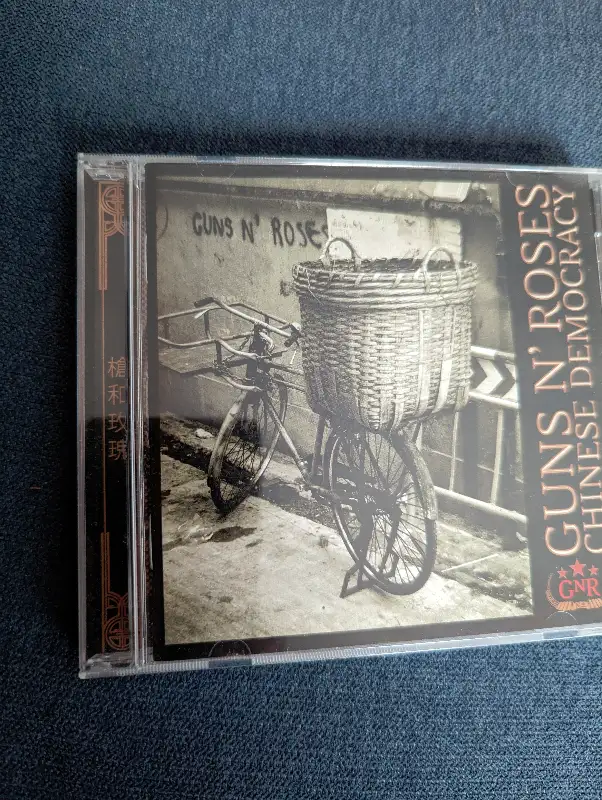 槍和玫瑰
GUNS N' ROSES
GUNS N' ROSES
CHINESE DEMOCRACY
GNR